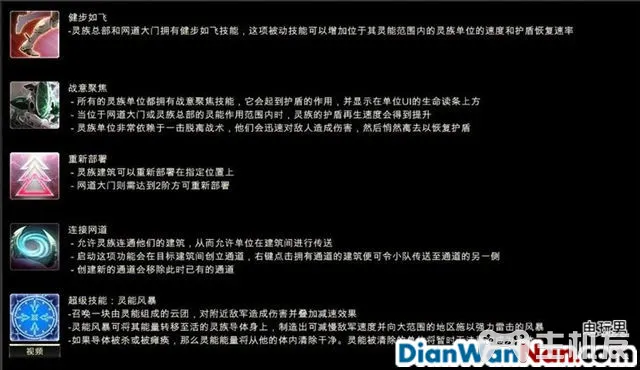 健步如飞
-灵族总部和网道大门拥有健步如飞技能，这项被动技能可以增加位于其灵能范围内的灵族单位的速度和护盾恢复速率
战意聚焦
- 所有的灵族单位都拥有战意聚焦技能，它会起到护盾的作用，并显示在单位UI的生命读条上方
- 当位于网道大门或灵族总部的灵能作用范围内时，灵族的护盾再生速度会得到提升
- 灵族单位非常依赖于一击脱离战术，他们会迅速对敌人造成伤害，然后悄然离去以恢复护盾
重新部署
- 灵族建筑可以重新部署在指定位置上
- 网道大门则需达到2阶方可重新部署
连接网道
- 允许灵族连通他们的建筑，从而允许单位在建筑间进行传送
- 启动这项功能会在目标建筑间创立通道，右键点击拥有通道的建筑便可令小队传送至通道的另一侧
- 创建新的通道会移除此时已有的通道
超级技能：灵能风暴
-召唤一块由灵能组成的云团，对附近敌军造成伤害并叠加减速效果
-灵能风暴可将其能量转移至活的灵族导体身上，制造出可减慢敌军速度并向大范围的地区施以强力雷击的风暴
-如果导体被杀或被瘫痪，那么灵能能量将从他的体内清除干净。灵能被清除的
视频
电玩男
DianWanNan.com